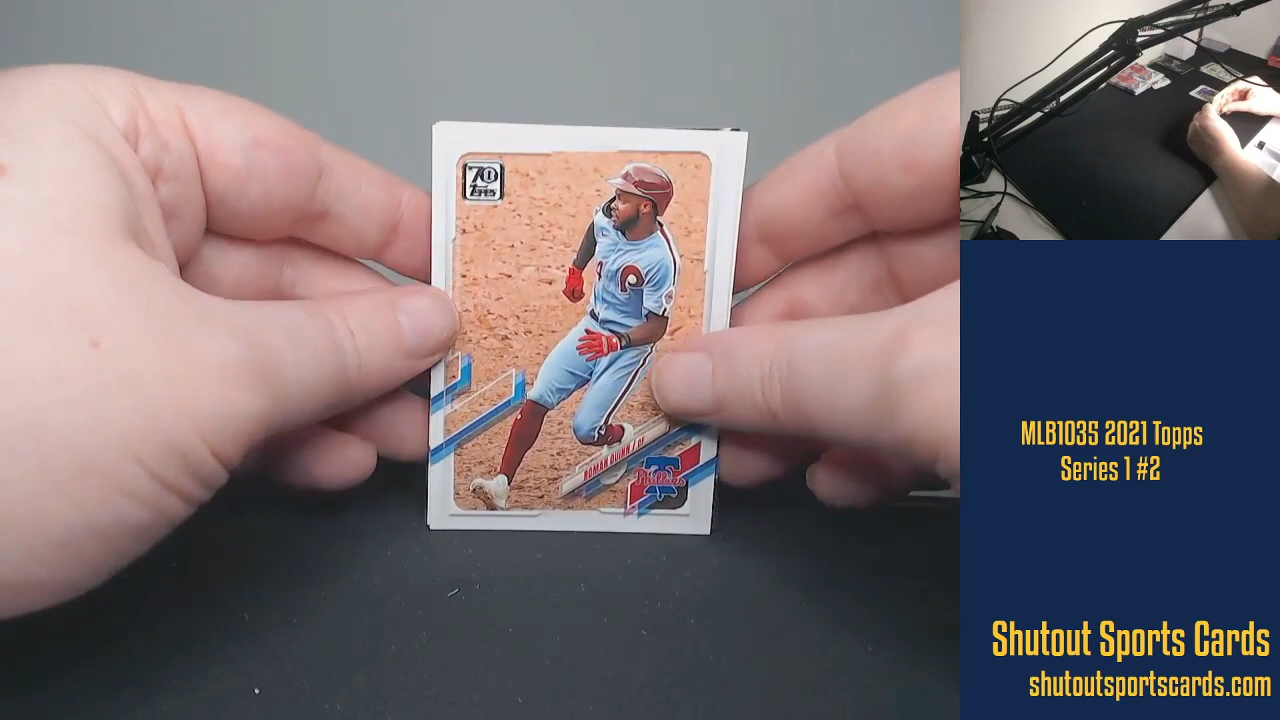 70
TOPPS
P
ROMAN QUINN / OF
Phillies
MLB1035 2021 Topps
Series 1 #2
Shutout Sports Cards
shutoutsportscards.com